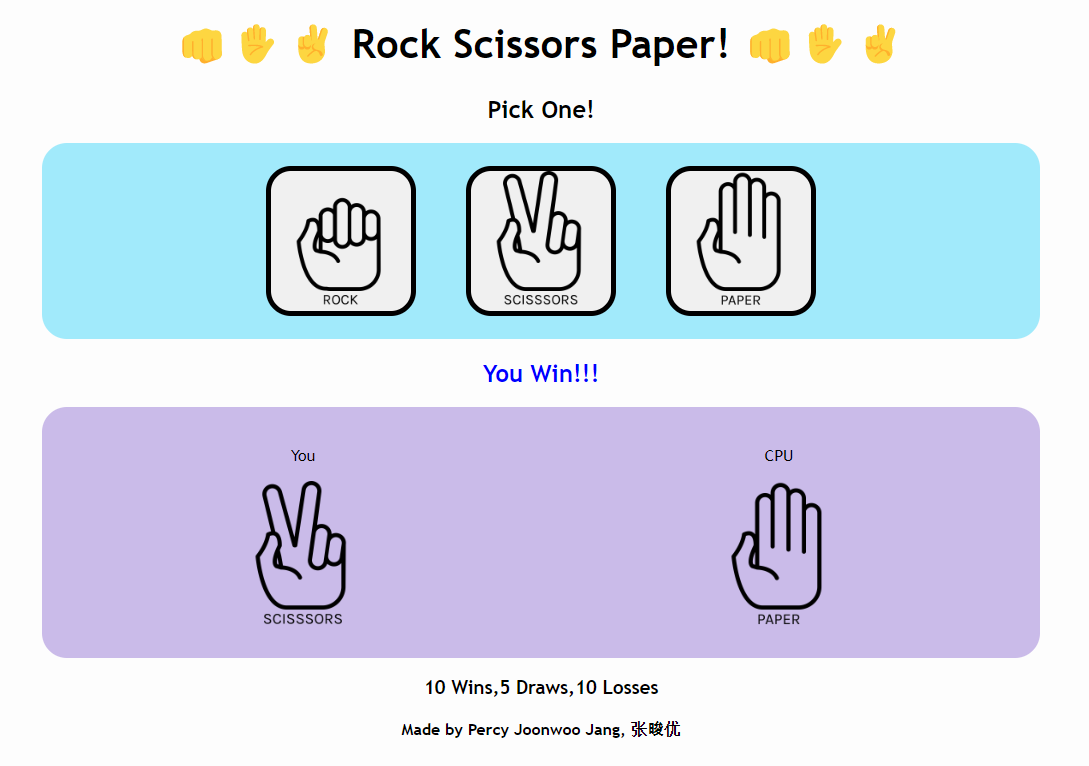 Rock Scissors Paper!
Pick One!
ROCK SCISSSORS PAPER
You Win!!!
You CPU
SCISSSORS PAPER
10 Wins,5 Draws,10 Losses
Made by Percy Joonwoo Jang, 张晙优